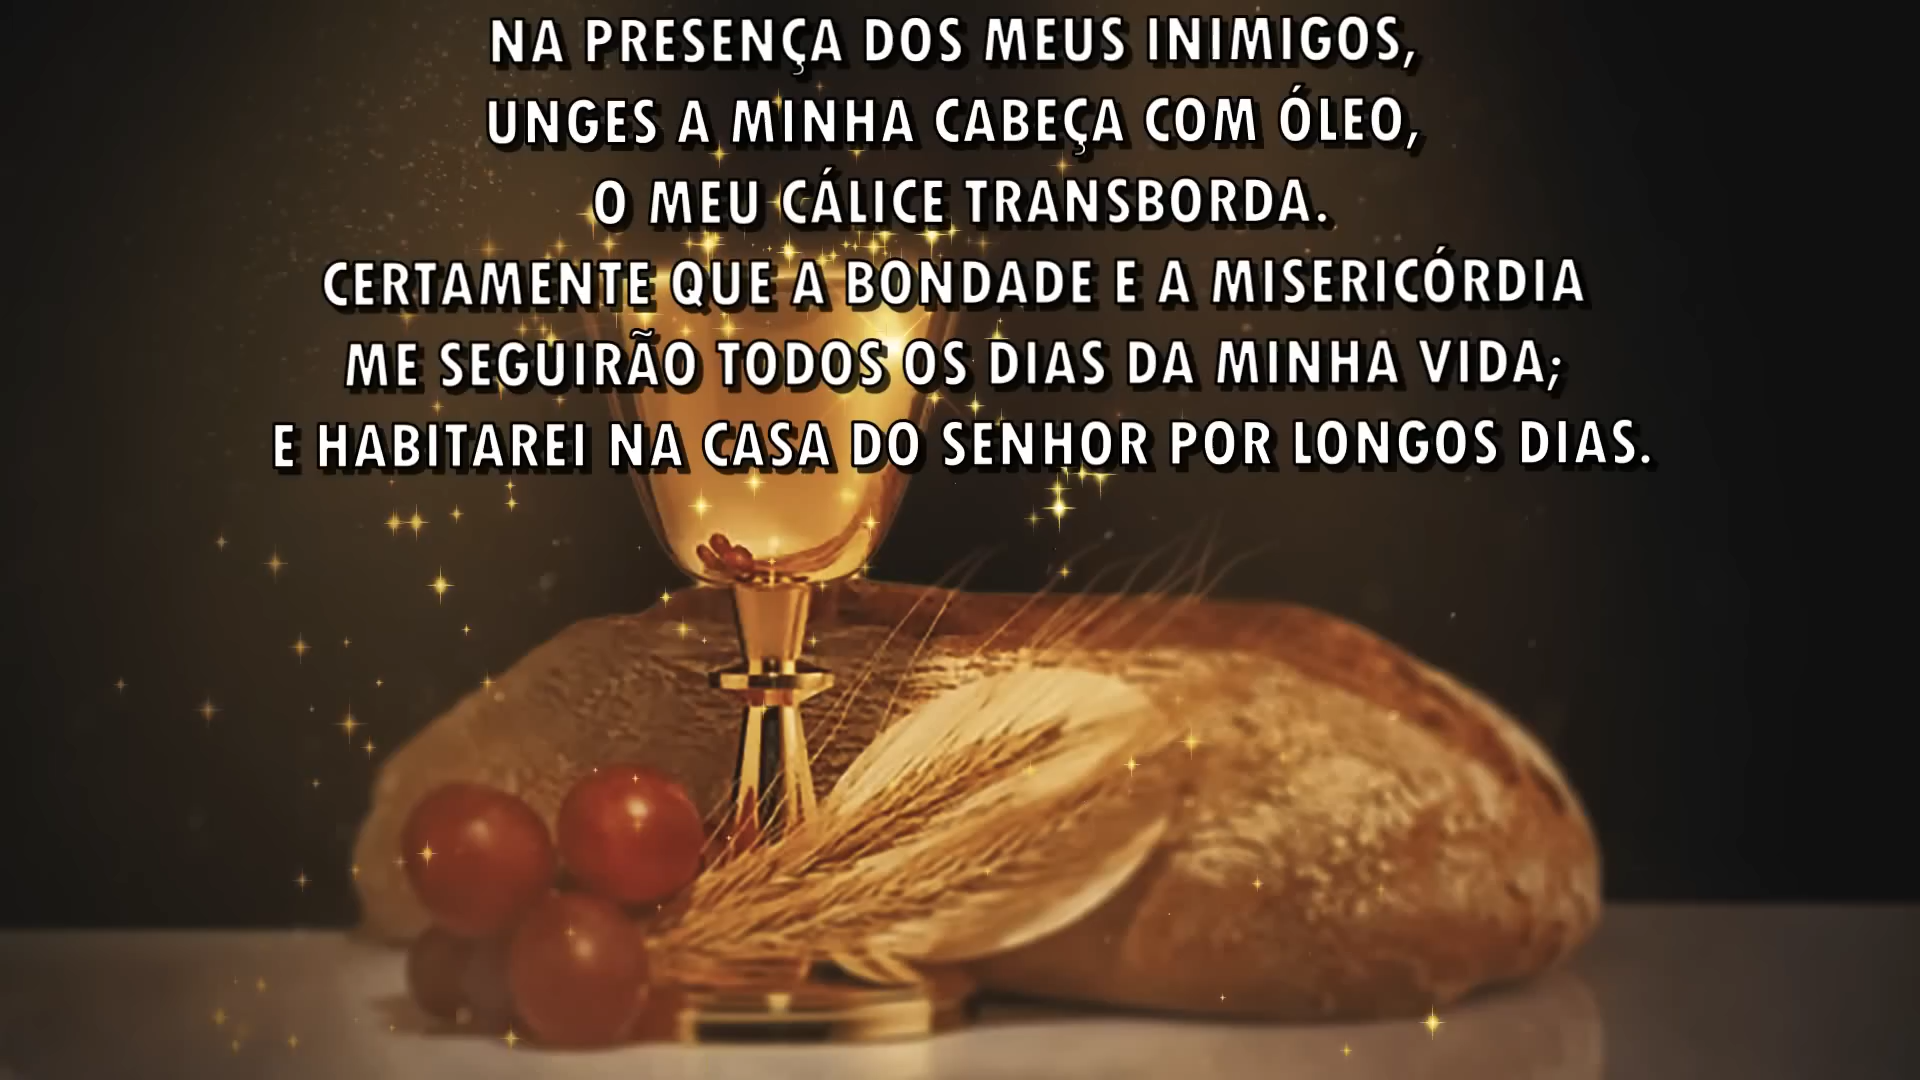 NA PRESENÇA DOS MEUS INIMIGOS,
UNGES A MINHA CABEÇA COM ÓLEO,
O MEU CÁLICE TRANSBORDA.
CERTAMENTE QUE A BONDADE E A MISERICÓRDIA
ME SEGUIRÃO TODOS OS DIAS DA MINHA VIDA;
E HABITAREI NA CASA DO SENHOR POR LONGOS DIAS.